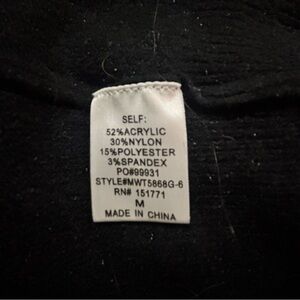 SELF:
52%ACRYLIC
30%NYLON
15%POLYESTER
3%SPANDEX
PO#99931
STYLE#MWT5868G-6
RN# 151771
M
MADE IN CHINA